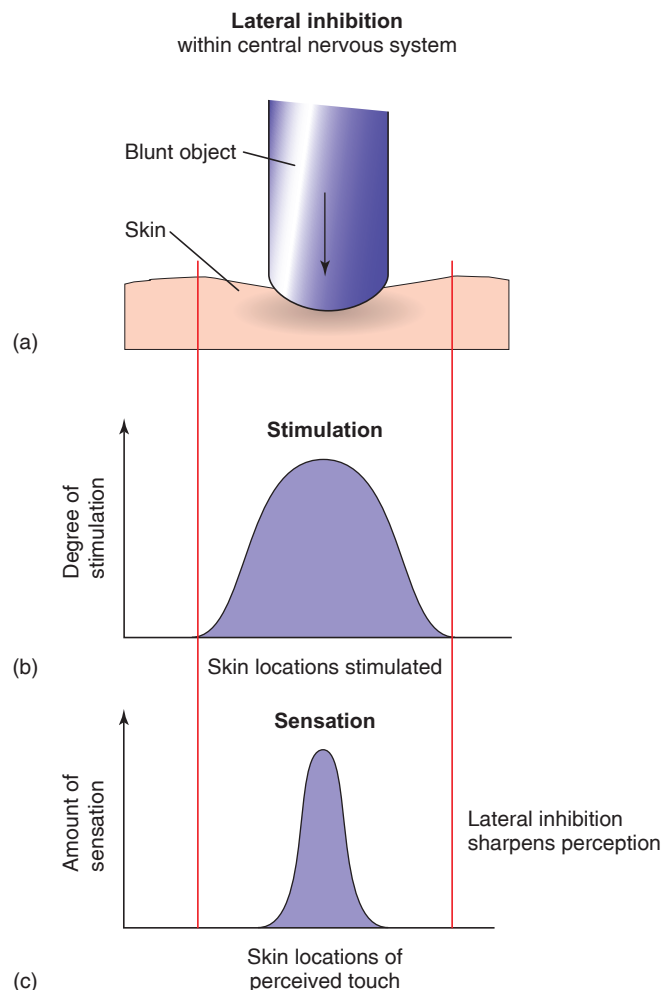 Lateral inhibition
within central nervous system
Blunt object
Skin
(a)
Stimulation
Degree of
stimulation
(b)
Skin locations stimulated
Sensation
Amount of
sensation
Lateral inhibition
sharpens perception
Skin locations of
perceived touch
(c)